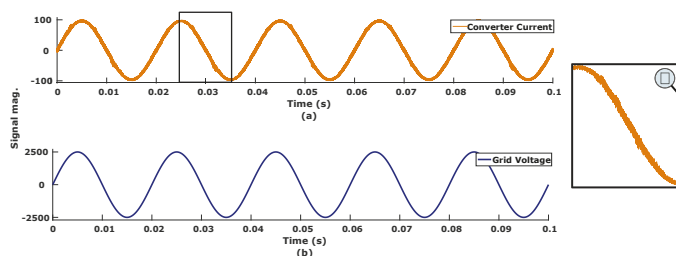 100
Converter Current
0
-100
0 0.01 0.02 0.03 0.04 0.05 0.06 0.07 0.08 0.09 0.1
Time (s)
(a)
Signal mag.
2500
Grid Voltage
0
-2500
0 0.01 0.02 0.03 0.04 0.05 0.06 0.07 0.08 0.09 0.1
Time (s)
(b)